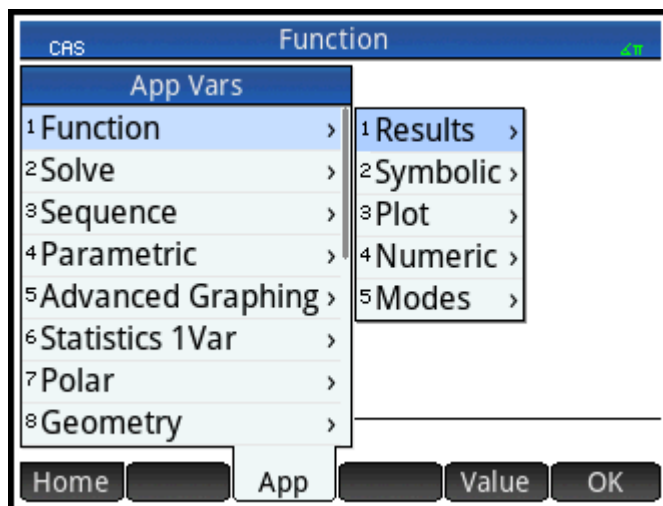 CAS Function ∡π
App Vars
1 Function ›
2 Solve ›
3 Sequence ›
4 Parametric ›
5 Advanced Graphing ›
6 Statistics 1Var ›
7 Polar ›
8 Geometry ›
1 Results ›
2 Symbolic ›
3 Plot ›
4 Numeric ›
5 Modes ›
Home App Value OK